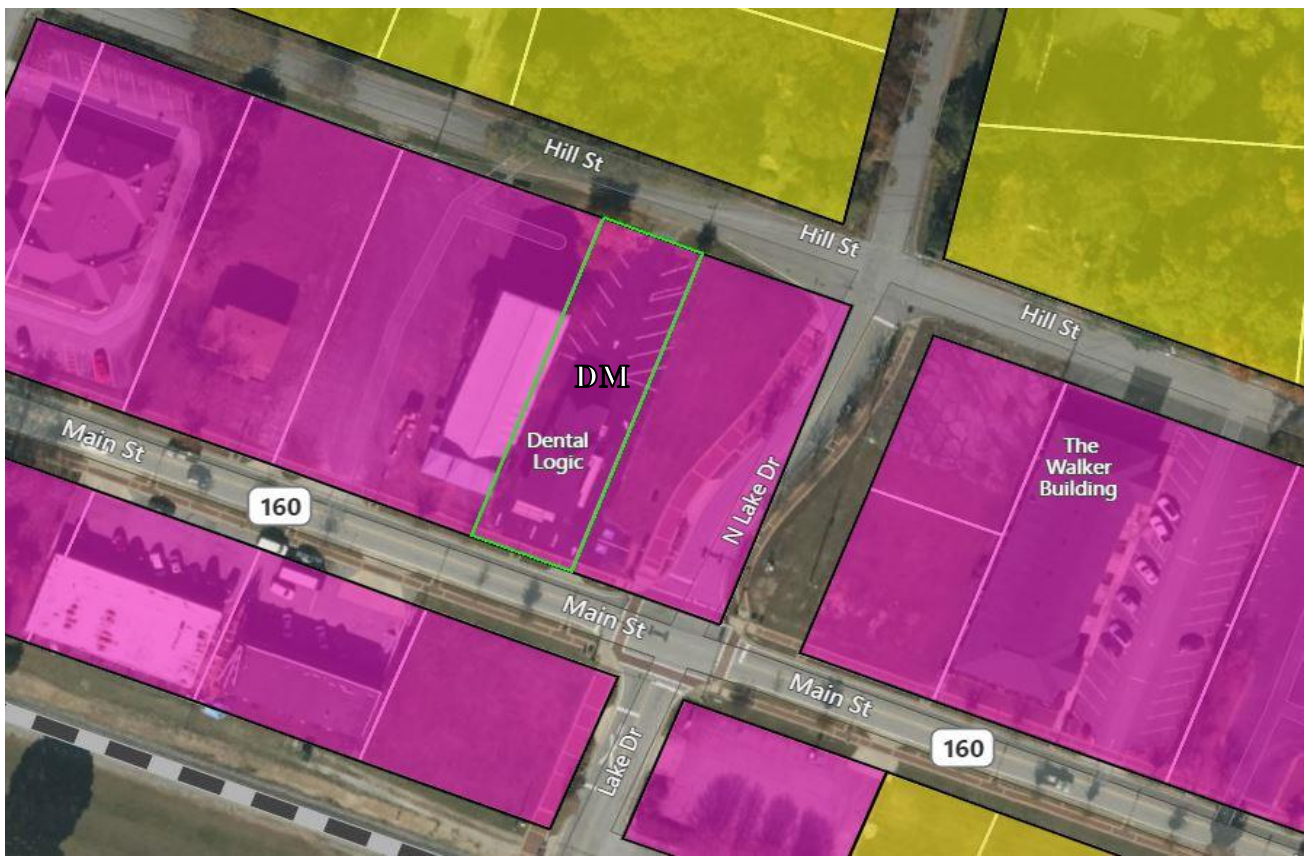 Hill St
Hill St
Hill St
DM
Dental
Logic
The
Walker
Building
Main St
160
N Lake Dr
Main St
Main St
160
Lake Dr